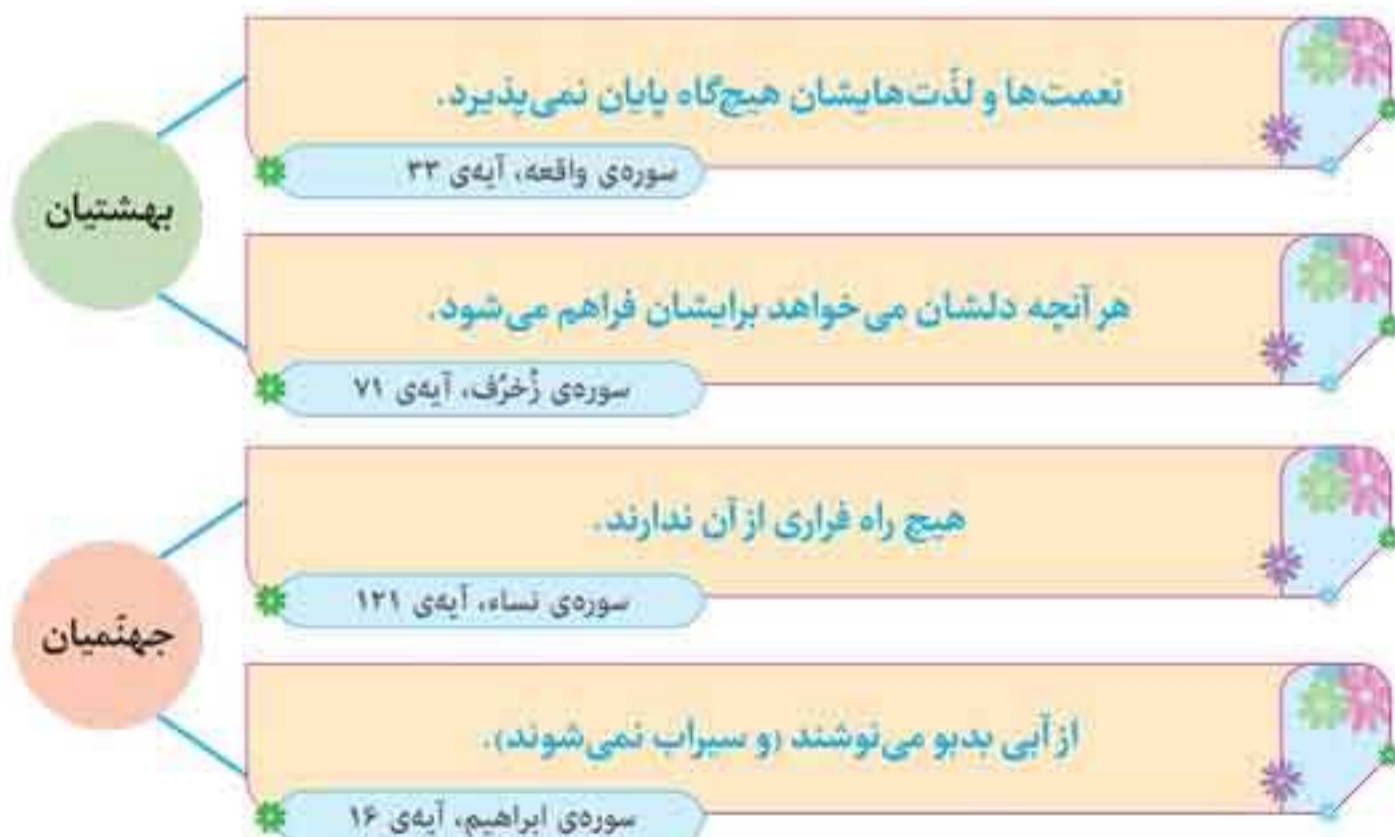 نعمت‌ها و لذّت‌هایشان هیچ‌گاه پایان نمی‌پذیرد.
سوره‌ی واقعه، آیه‌ی ۳۳
بهشتیان
هر آنچه دلشان می‌خواهد برایشان فراهم می‌شود.
سوره‌ی زُخرُف، آیه‌ی ۷۱
هیچ راه فراری از آن ندارند.
سوره‌ی نساء، آیه‌ی ۱۲۱
جهنّمیان
از آبی بدبو می‌نوشند (و سیراب نمی‌شوند).
سوره‌ی ابراهیم، آیه‌ی ۱۶